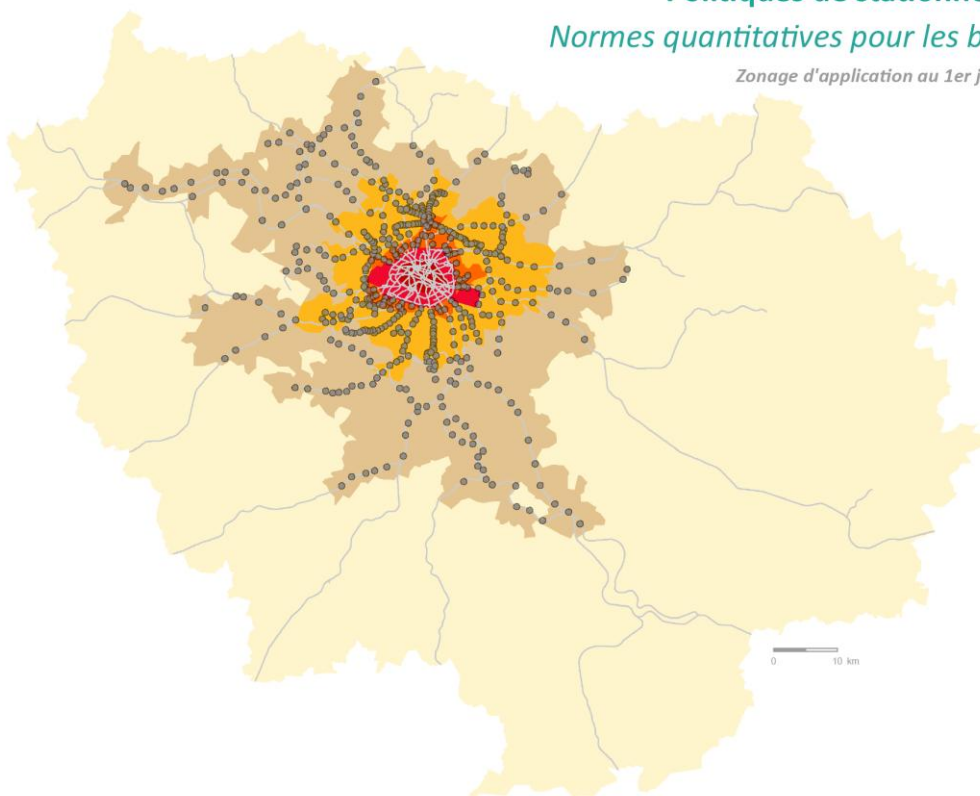 Normes quantitatives pour les
Zonage d'application au 1er
0 10 km